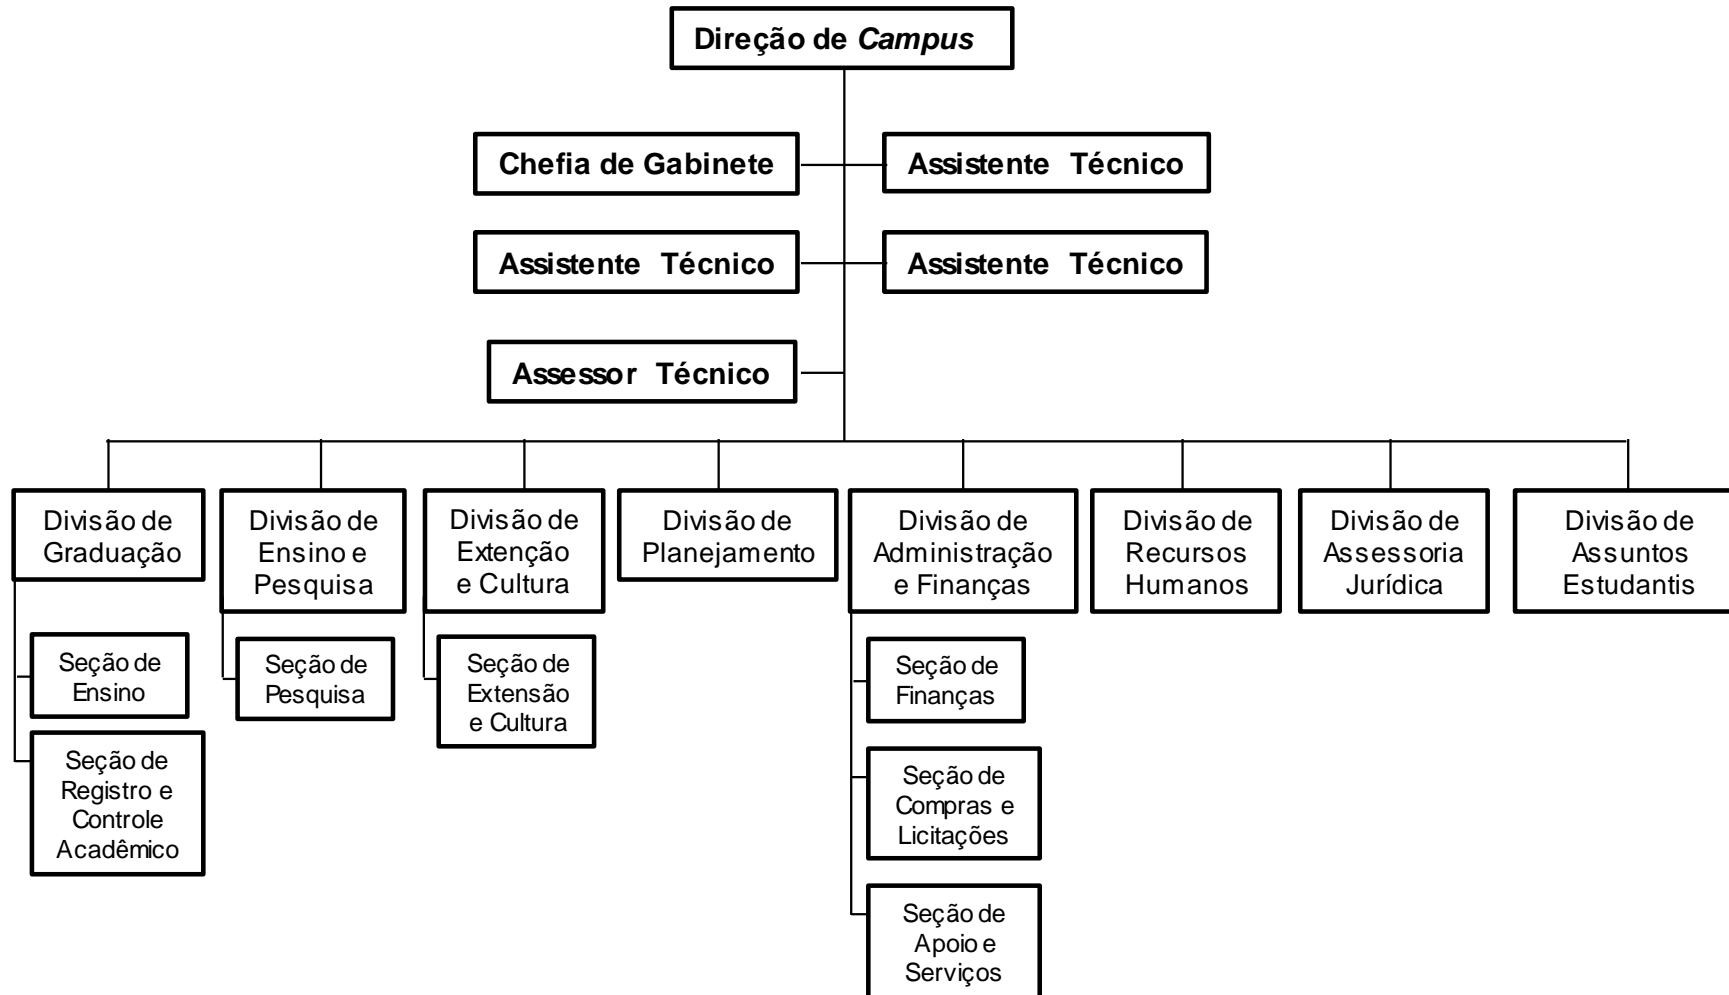 Direção de Campus
Chefia de Gabinete
Assistente Técnico
Assistente Técnico
Assistente Técnico
Assessor Técnico
Divisão de
Graduação
Divisão de
Ensino e
Pesquisa
Divisão de
Extenção
e Cultura
Divisão de
Planejamento
Divisão de
Administração
e Finanças
Divisão de
Recursos
Humanos
Divisão de
Assessoria
Jurídica
Divisão de
Assuntos
Estudantis
Seção de
Ensino
Seção de
Registro e
Controle
Acadêmico
Seção de
Pesquisa
Seção de
Extensão
e Cultura
Seção de
Finanças
Seção de
Compras e
Licitações
Seção de
Apoio e
Serviços